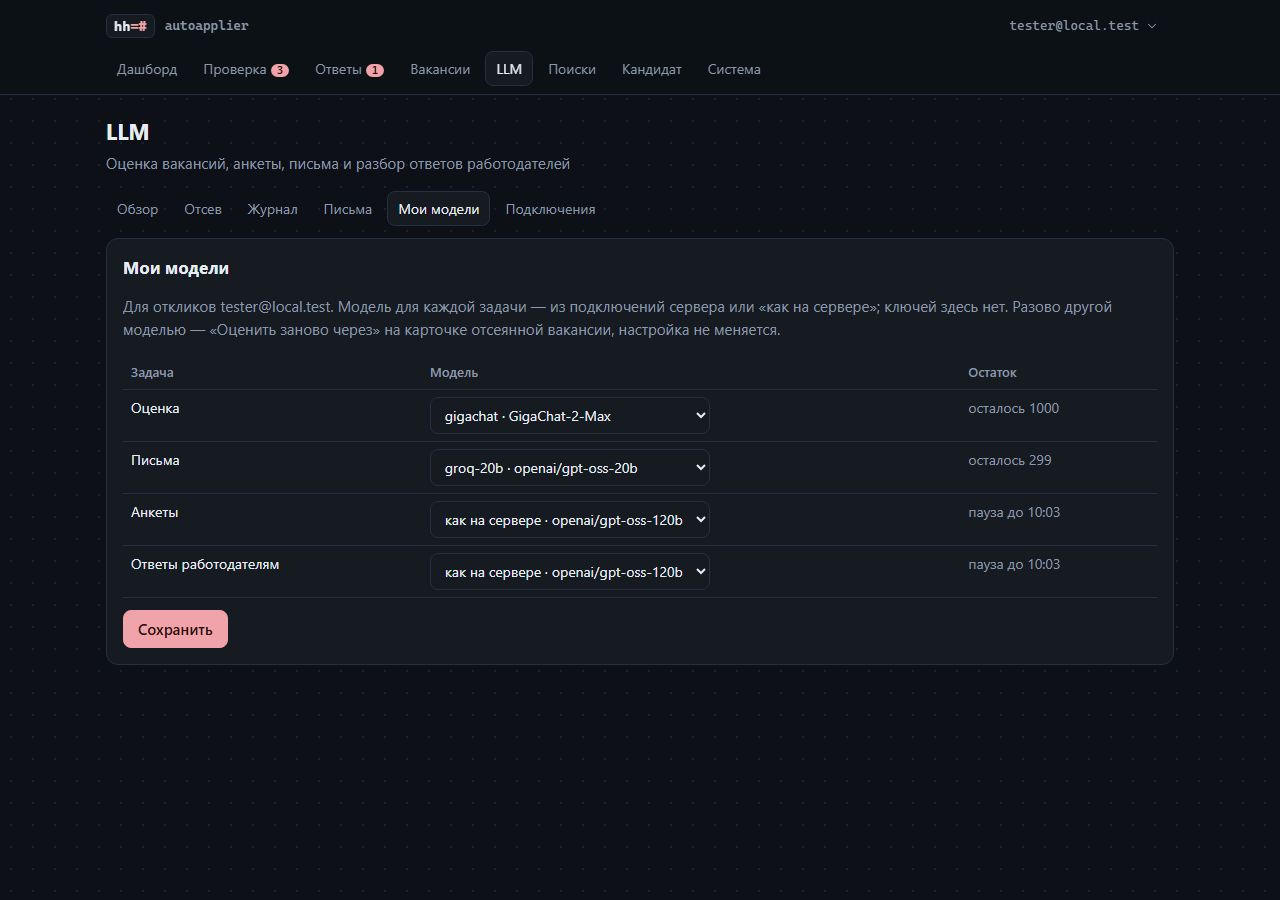 hh=# autoapplier tester@local.test
Дашборд Проверка 3 Ответы 1 Вакансии LLM Поиски Кандидат Система
LLM
Оценка вакансий, анкеты, письма и разбор ответов работодателей
Обзор Отсев Журнал Письма Мои модели Подключения
Мои модели
Для откликов tester@local.test. Модель для каждой задачи — из подключений сервера или «как на сервере»; ключей здесь нет. Разово другой
моделью — «Оценить заново через» на карточке отсеянной вакансии, настройка не меняется.
Задача Модель Остаток
Оценка gigachat · GigaChat-2-Max осталось 1000
Письма groq-20b · openai/gpt-oss-20b осталось 299
Анкеты как на сервере · openai/gpt-oss-120b пауза до 10:03
Ответы работодателям как на сервере · openai/gpt-oss-120b пауза до 10:03
Сохранить